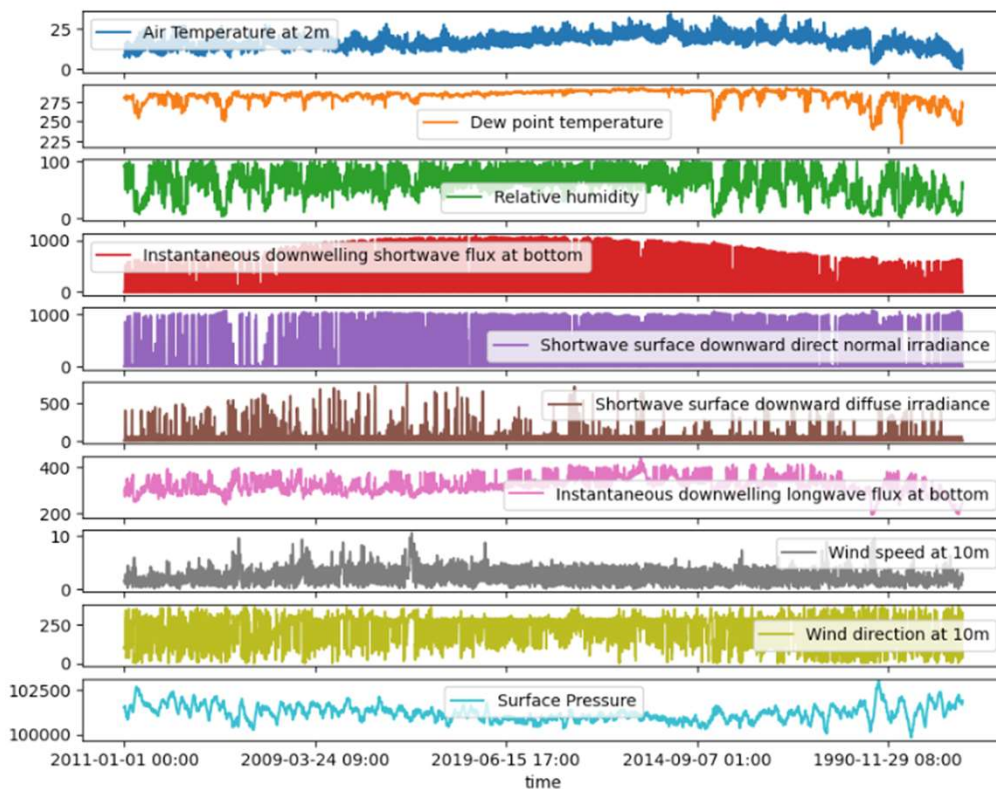 25
0
Air Temperature at 2m
275
250
225
Dew point temperature
100
0
Relative humidity
1000
0
Instantaneous downwelling shortwave flux at bottom
1000
0
Shortwave surface downward direct normal irradiance
500
0
Shortwave surface downward diffuse irradiance
400
200
Instantaneous downwelling longwave flux at bottom
10
0
Wind speed at 10m
250
0
Wind direction at 10m
102500
100000
Surface Pressure
2011-01-01 00:00 2009-03-24 09:00 2019-06-15 17:00 2014-09-07 01:00 1990-11-29 08:00
time